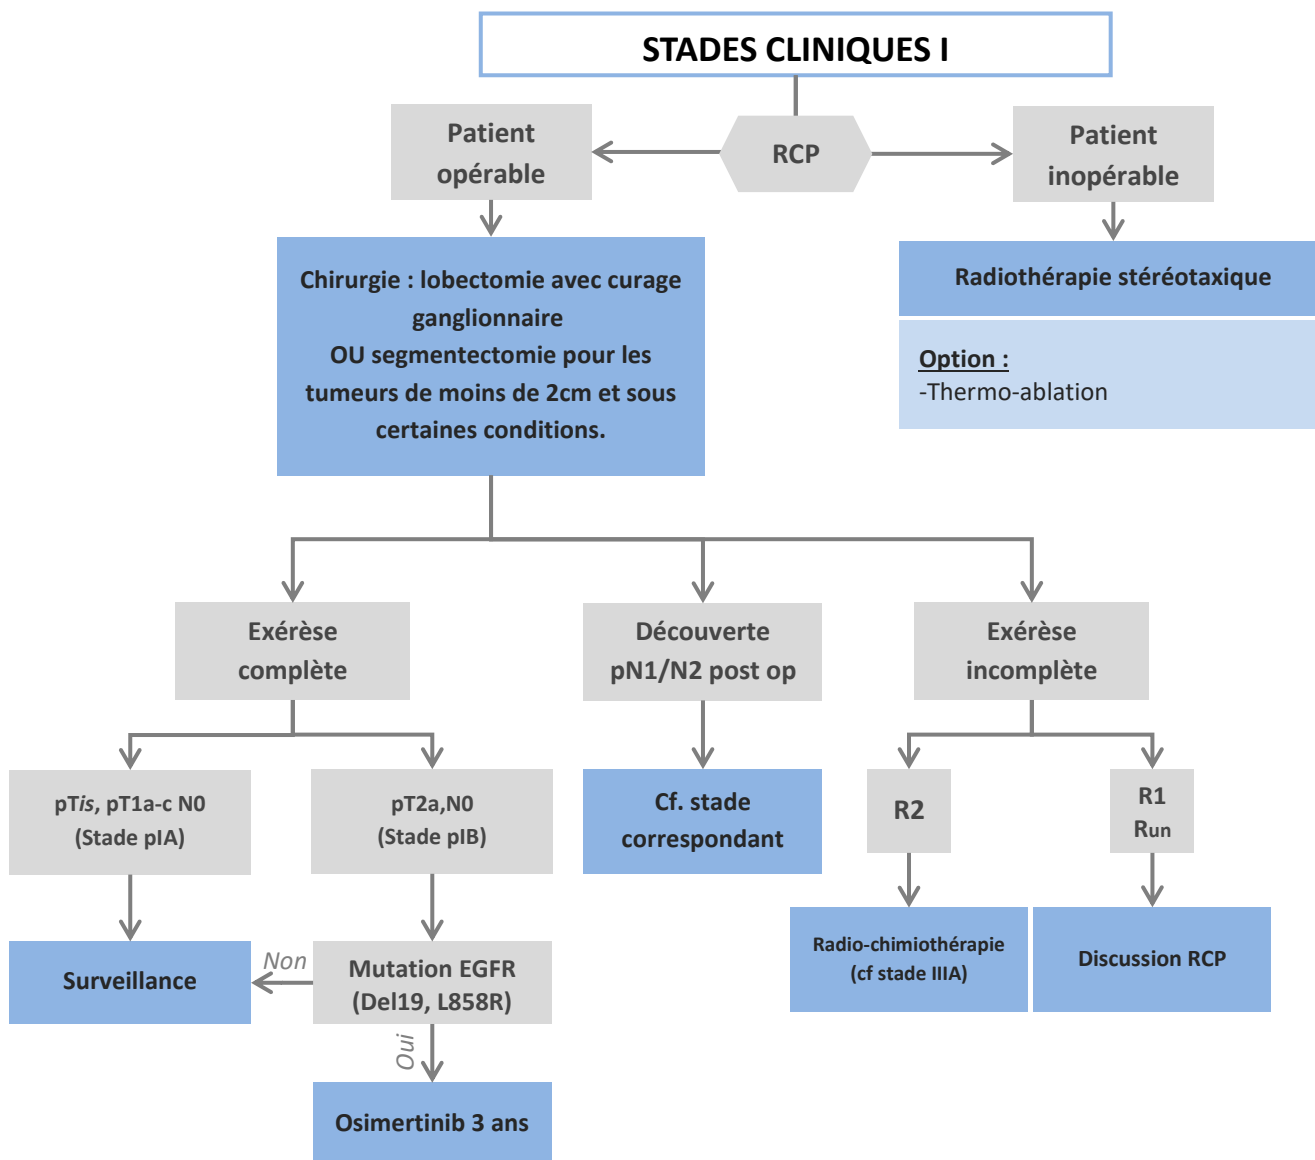 STADES CLINIQUES I
Patient
opérable
RCP
Patient
inopérable
Chirurgie : lobectomie avec curage
ganglionnaire
OU segmentectomie pour les
tumeurs de moins de 2cm et sous
certaines conditions.
Radiothérapie stéréotaxique
Option :
-Thermo-ablation
Exérèse
complète
Découverte
pN1/N2 post op
Exérèse
incomplète
pTis, pT1a-c N0
(Stade pIA)
pT2a,N0
(Stade pIB)
Cf. stade
correspondant
R2
R1
Run
Surveillance
Non
Mutation EGFR
(Del19, L858R)
Radio-chimiothérapie
(cf stade IIIA)
Discussion RCP
Oui
Osimertinib 3 ans